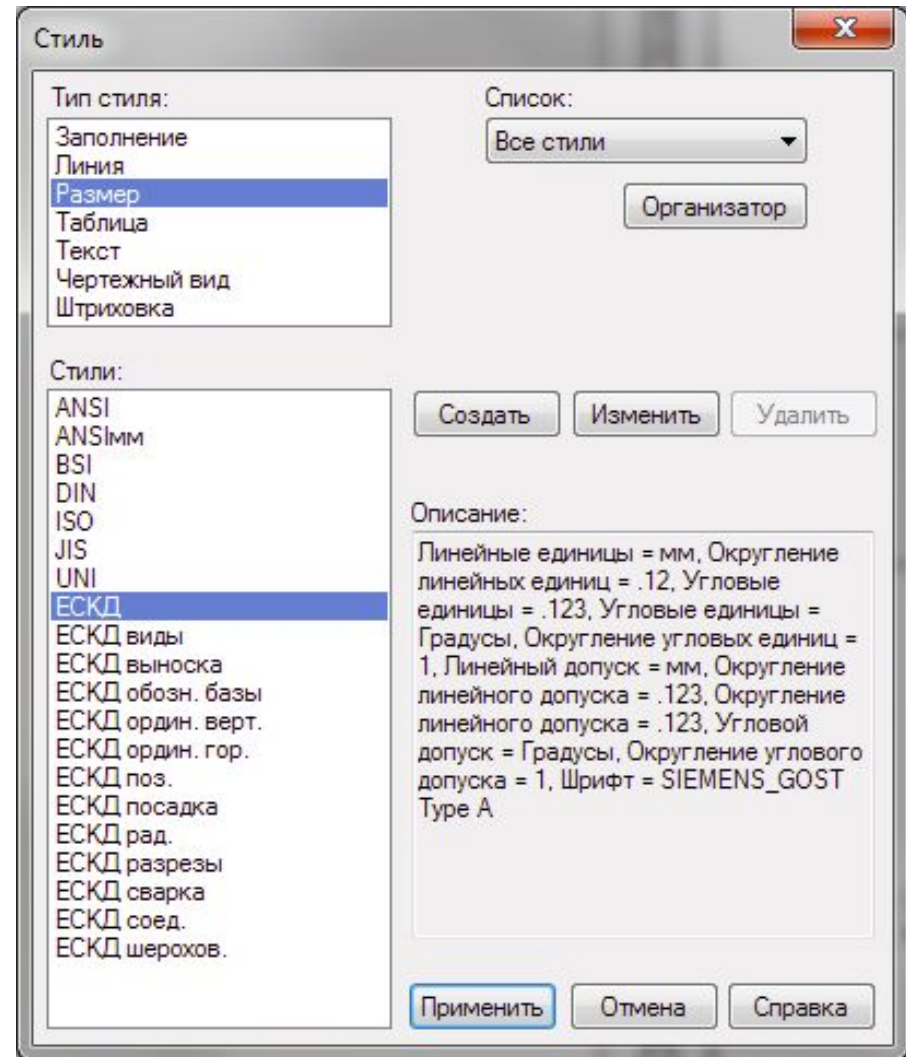 Стиль
Тип стиля:
Заполнение
Линия
Размер
Таблица
Текст
Чертежный вид
Штриховка
Список:
Все стили
Организатор
Стили:
ANSI
ANSIмм
BSI
DIN
ISO
JIS
UNI
ЕСКД
ЕСКД виды
ЕСКД выноска
ЕСКД обозн. базы
ЕСКД ордин. верт.
ЕСКД ордин. гор.
ЕСКД поз.
ЕСКД посадка
ЕСКД рад.
ЕСКД разрезы
ЕСКД сварка
ЕСКД соед.
ЕСКД шерохов.
Создать
Изменить
Удалить
Описание:
Линейные единицы = мм, Округление
линейных единиц = .12, Угловые
единицы = .123, Угловые единицы =
Градусы, Округление угловых единиц =
1, Линейный допуск = мм, Округление
линейного допуска = .123, Округление
линейного допуска = .123, Угловой
допуск = Градусы, Округление углового
допуска = 1, Шрифт = SIEMENS_GOST
Type A
Применить
Отмена
Справка